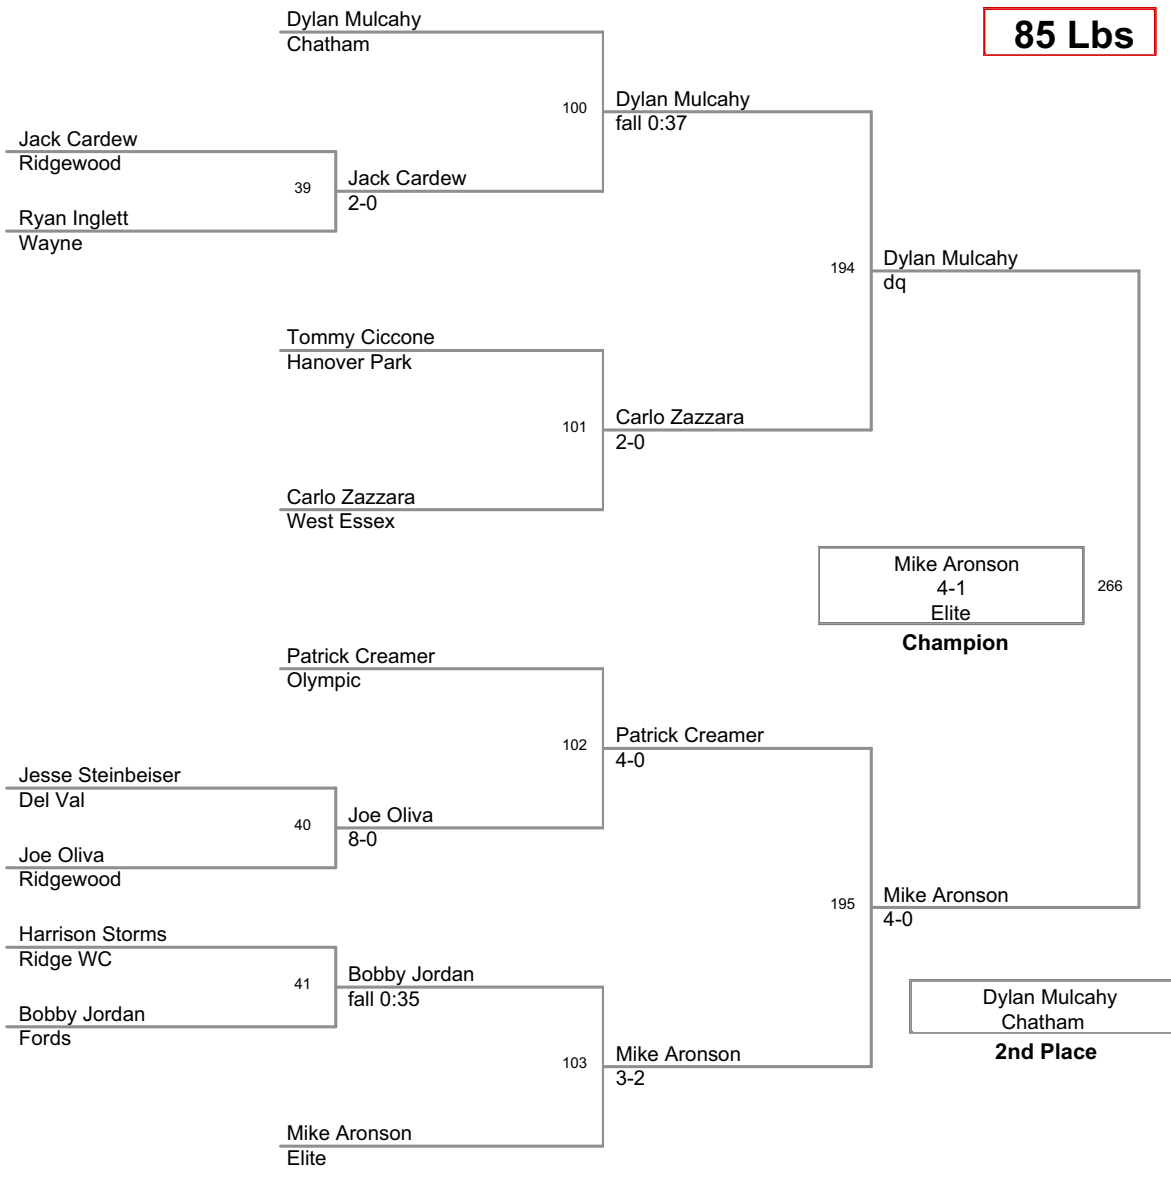 Dylan Mulcahy
Chatham
85 Lbs
100
Dylan Mulcahy
fall 0:37
Jack Cardew
Ridgewood
39
Jack Cardew
2-0
Ryan Inglett
Wayne
194
Dylan Mulcahy
dq
Tommy Ciccone
Hanover Park
101
Carlo Zazzara
2-0
Carlo Zazzara
West Essex
Mike Aronson
4-1
Elite
Champion
266
Patrick Creamer
Olympic
102
Patrick Creamer
4-0
Jesse Steinbeiser
Del Val
40
Joe Oliva
8-0
Joe Oliva
Ridgewood
195
Mike Aronson
4-0
Harrison Storms
Ridge WC
41
Bobby Jordan
fall 0:35
Bobby Jordan
Fords
Dylan Mulcahy
Chatham
2nd Place
103
Mike Aronson
3-2
Mike Aronson
Elite